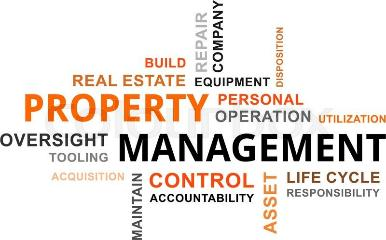 REPAIR
COMPANY
DISPOSITION
BUILD
REAL ESTATE
EQUIPMENT
PROPERTY
PERSONAL
OPERATION
UTILIZATION
OVERSIGHT
MANAGEMENT
TOOLING
ACQUISITION
MAINTAIN
CONTROL
ACCOUNTABILITY
ASSET
LIFE CYCLE
RESPONSIBILITY